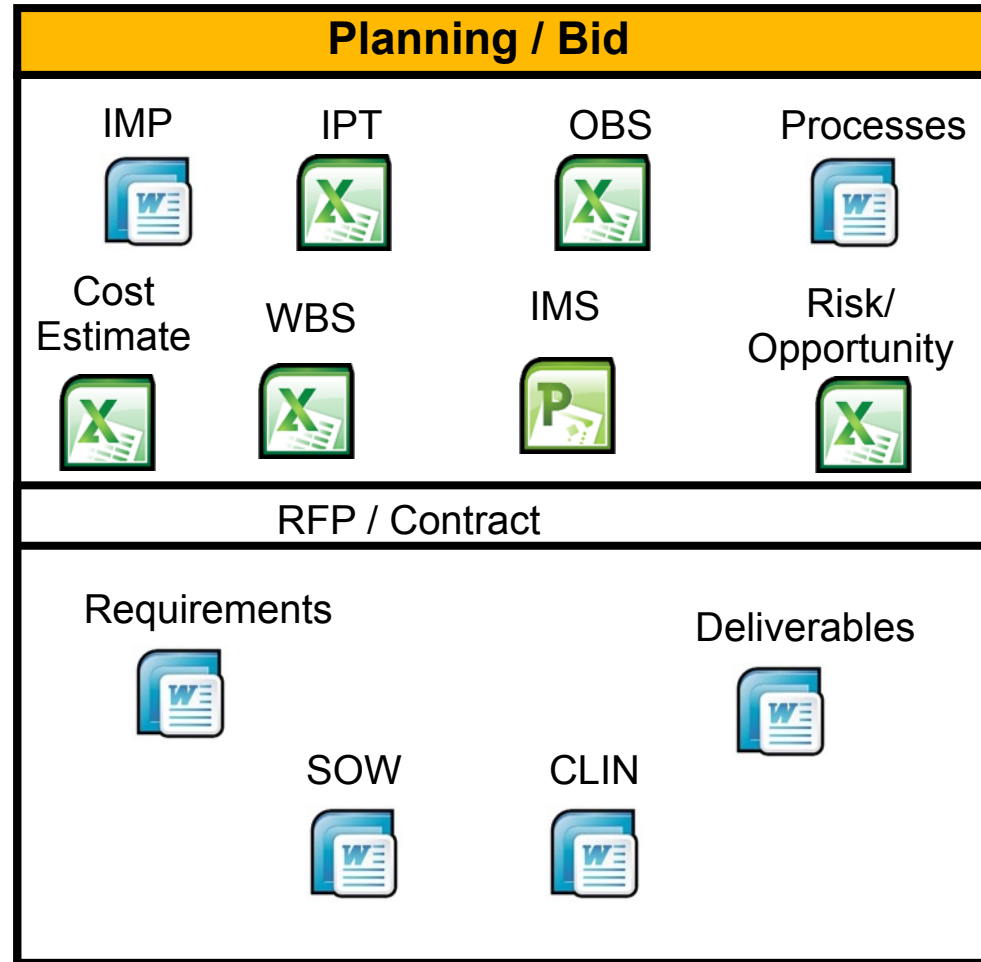 Planning / Bid
IMP
IPT
OBS
Processes
W
X
X
W
Cost
Estimate
WBS
IMS
Risk/
Opportunity
X
X
P
X
RFP / Contract
Requirements
Deliverables
W
W
SOW
CLIN
W
W